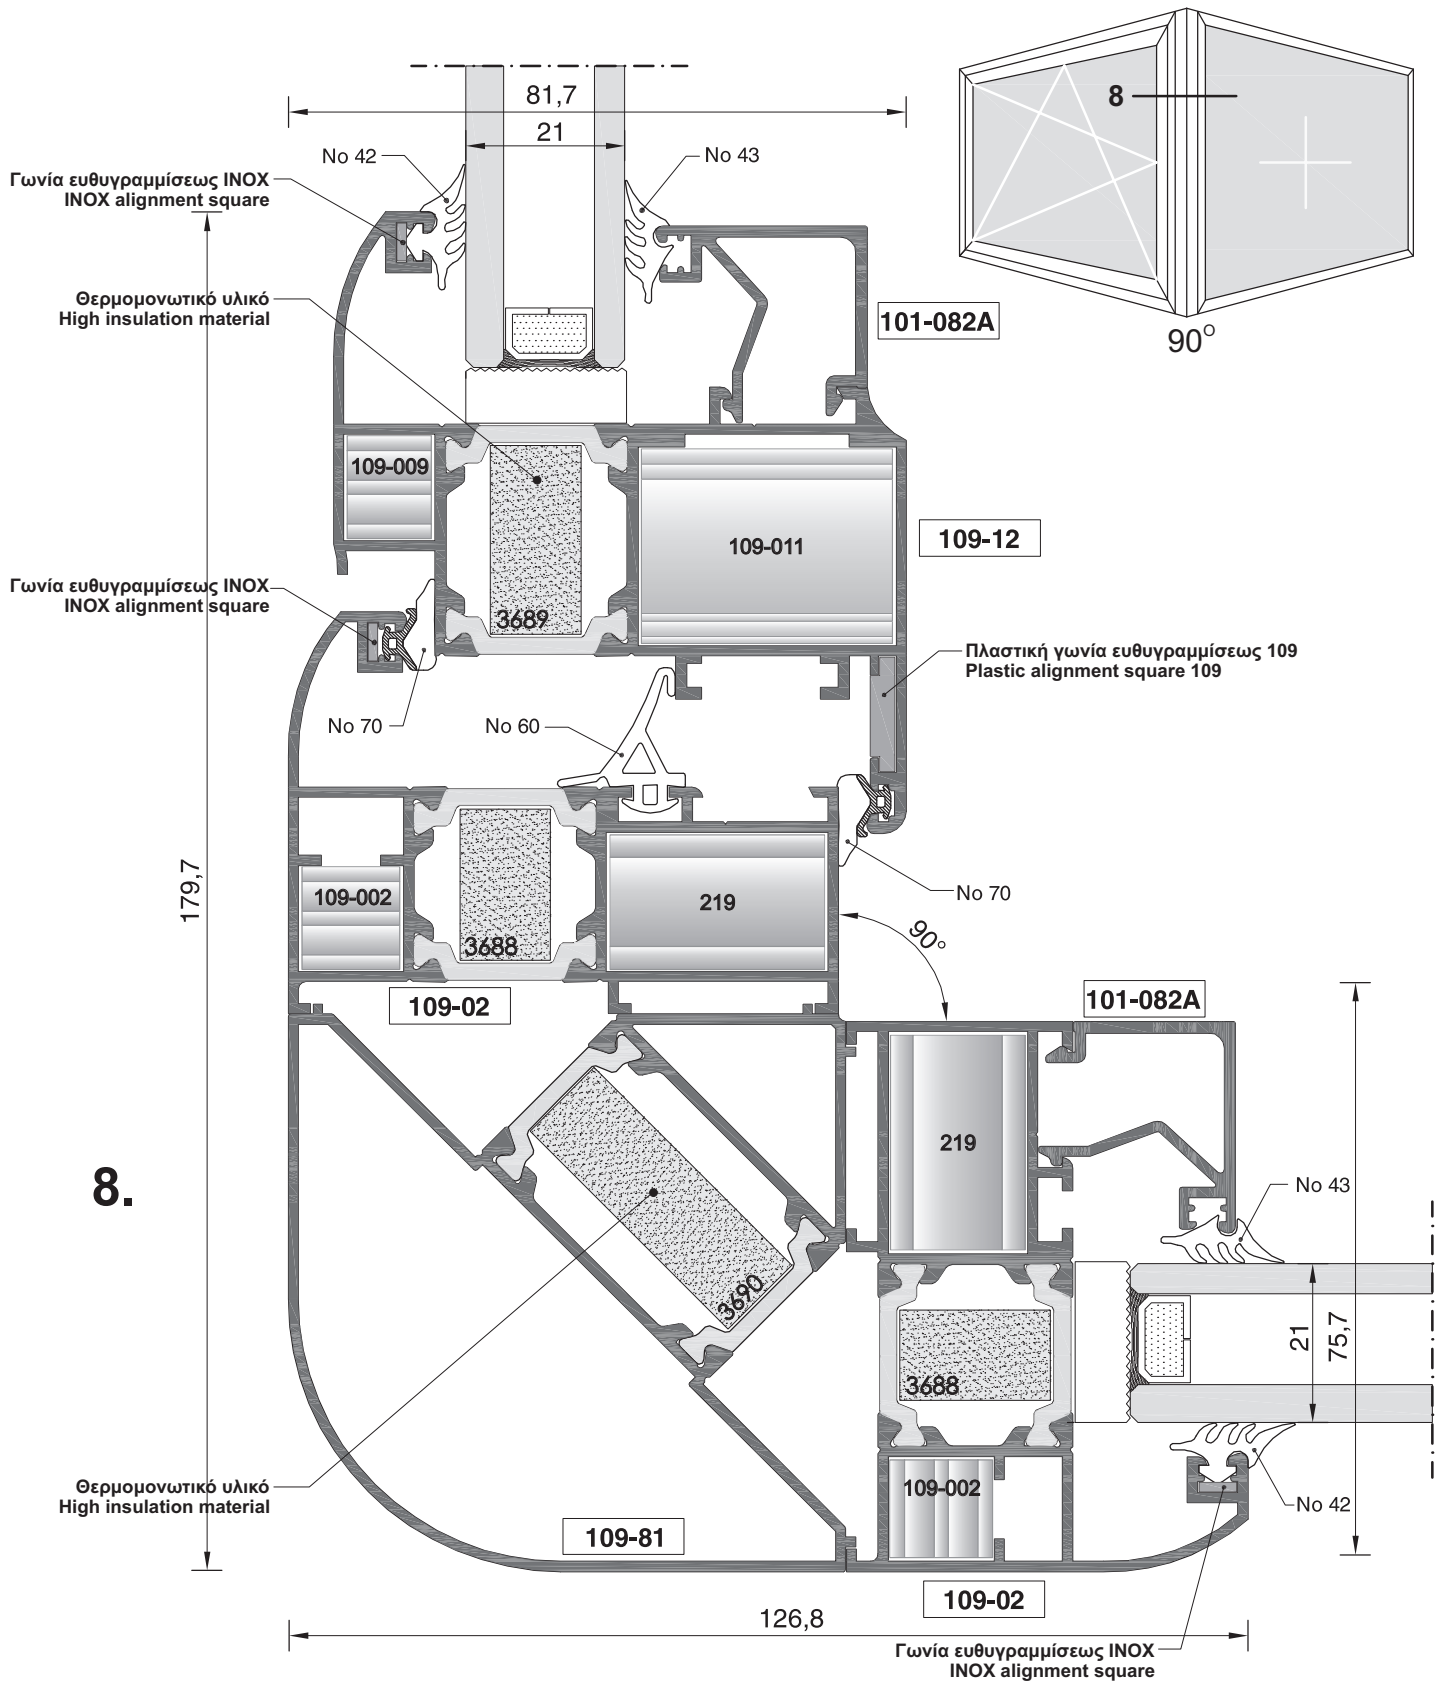 81,7
21
No 42
No 43
8
90°
Γωνία ευθυγραμμίσεως INOX
INOX alignment square
Θερμομονωτικό υλικό
High insulation material
101-082A
109-009
109-011
109-12
3689
Γωνία ευθυγραμμίσεως INOX
INOX alignment square
Πλαστική γωνία ευθυγραμμίσεως 109
Plastic alignment square 109
No 70
No 60
179,7
109-002
3688
219
No 70
90°
109-02
101-082A
8.
219
No 43
3690
3688
21
75,7
Θερμομονωτικό υλικό
High insulation material
109-002
No 42
109-81
109-02
126,8
Γωνία ευθυγραμμίσεως INOX
INOX alignment square